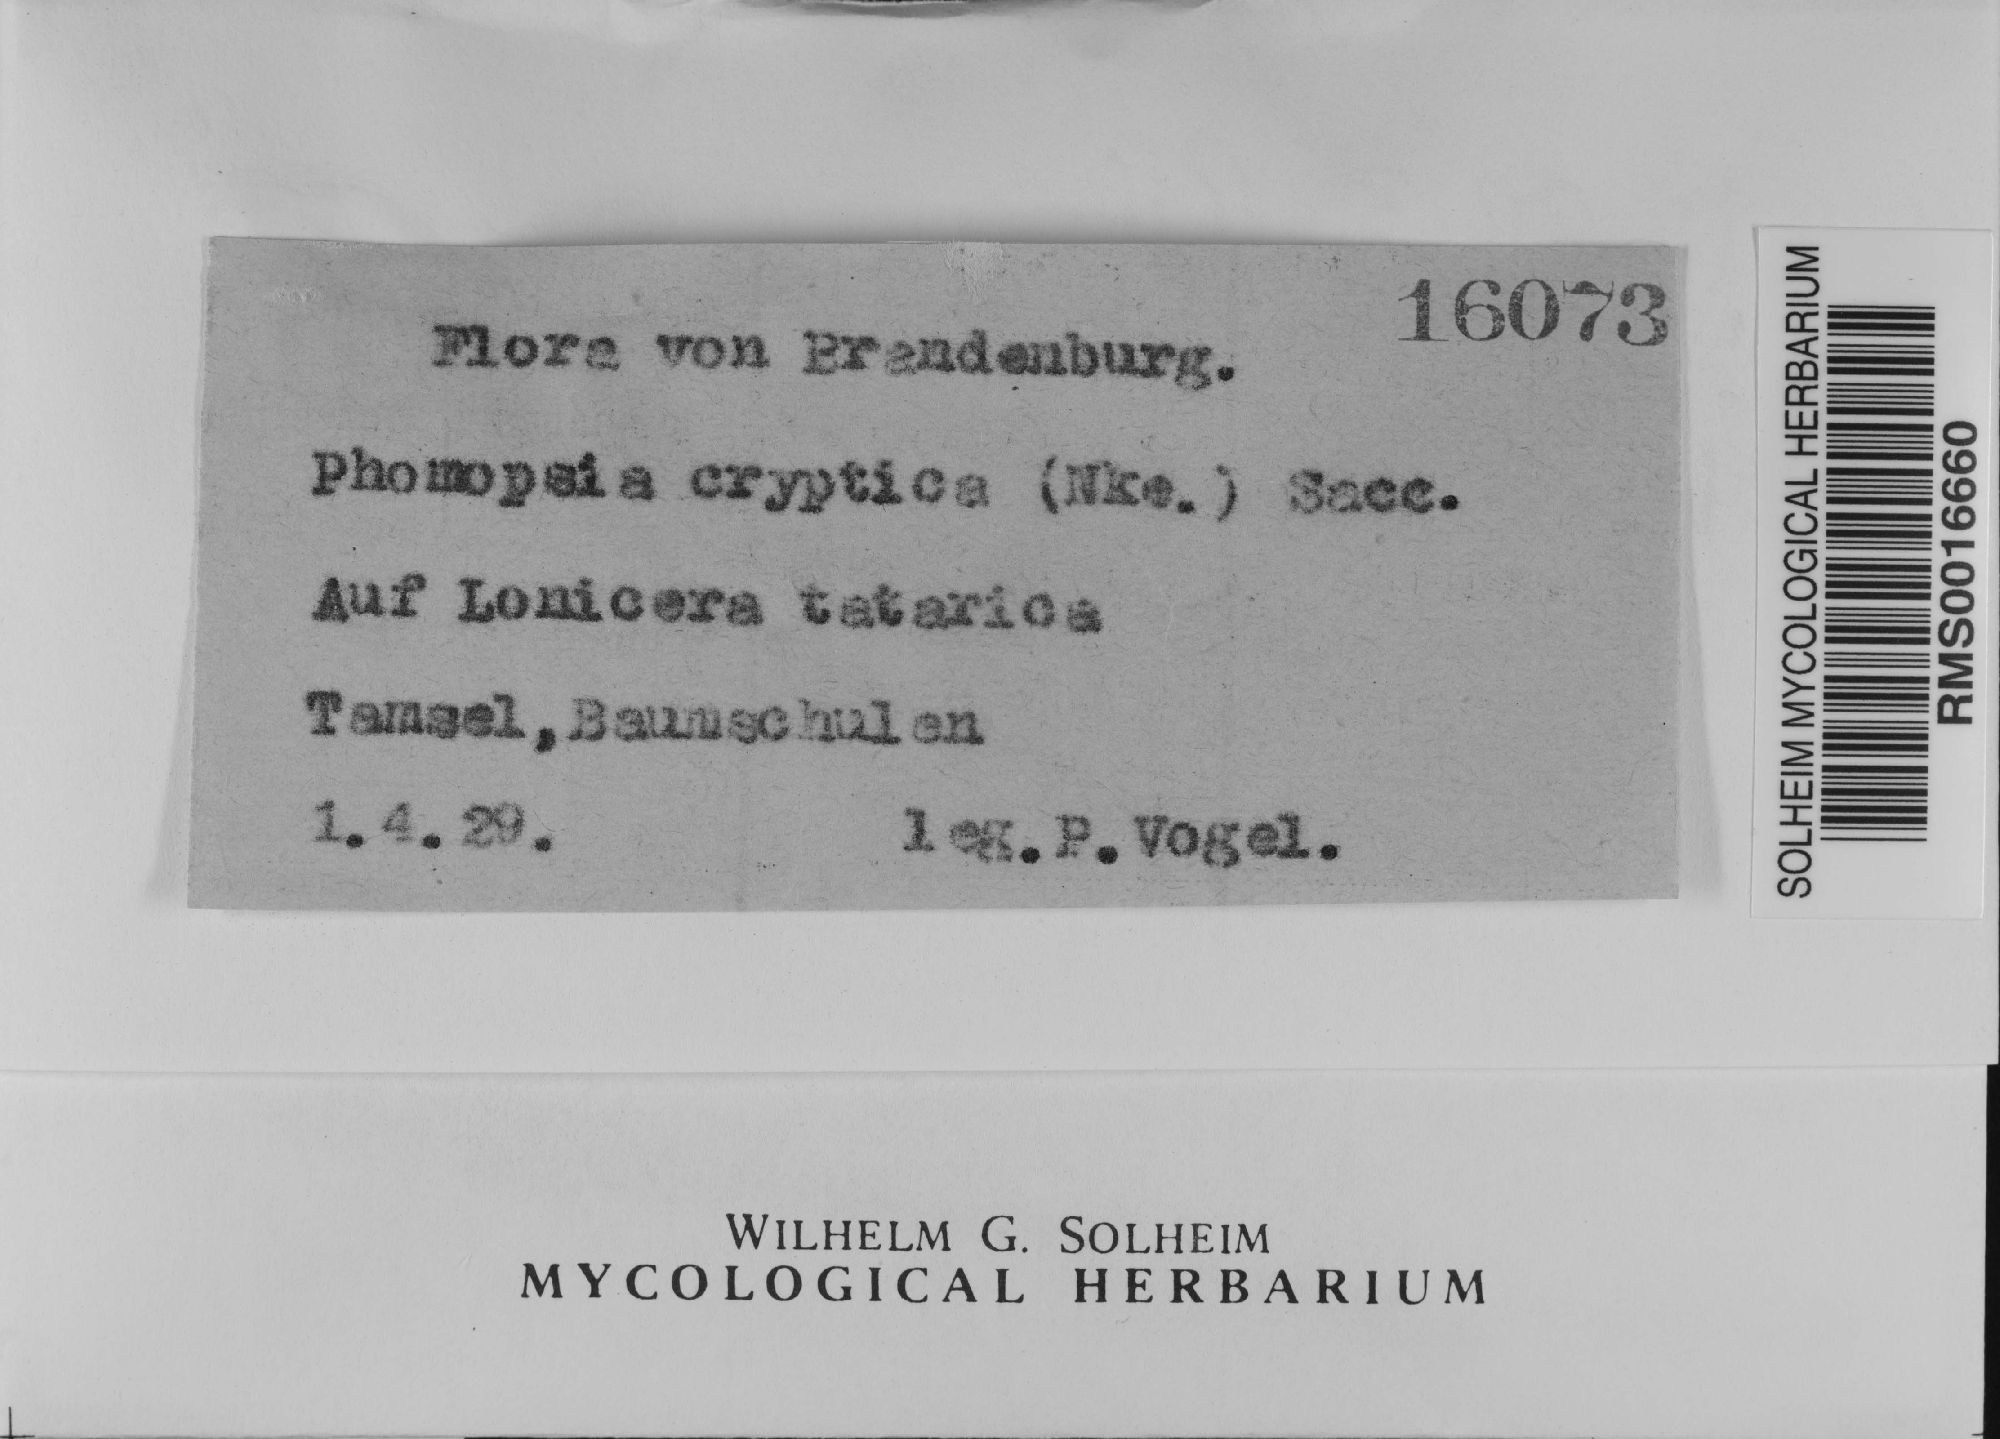 16073
Flora von Brandenburg.
Phomopsis cryptica (Nke.) Sacc.
Auf Lonicera tatarica
Tamsel, Baumschulen
1.4.29. leg. P. Vogel.
SOLHEIM MYCOLOGICAL HERBARIUM
RMS0016660
WILHELM G. SOLHEIM
MYCOLOGICAL HERBARIUM